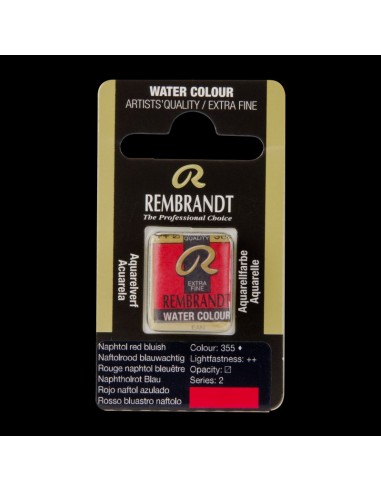 WATER COLOUR
ARTISTS'QUALITY / EXTRA FINE
R
REMBRANDT
The Professional Choice
Aquarelverf
Acuarela
Aquarellfarbe
Aquarelle
QUALITY
R
EXTRA
FINE
REMBRANDT
WATER COLOUR
Naphtol red bluish
Naftolrood blauwachtig
Rouge naphtol bleuêtre
Naphtholrot Blau
Rojo naftol azulado
Rosso bluastro naftolo
Colour: 355 ♦
Lightfastness: ++
Opacity: ⍁
Series: 2